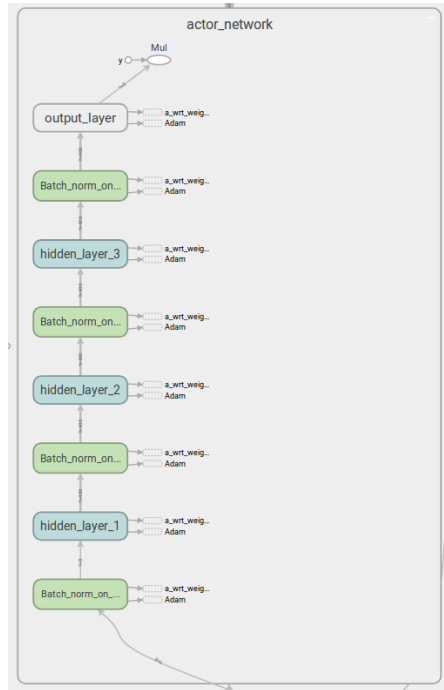 actor_network
Mul
y
output_layer
a_wrt_weig...
Adam
Batch_norm_on...
a_wrt_weig...
Adam
hidden_layer_3
a_wrt_weig...
Adam
Batch_norm_on...
a_wrt_weig...
Adam
hidden_layer_2
a_wrt_weig...
Adam
Batch_norm_on...
a_wrt_weig...
Adam
hidden_layer_1
a_wrt_weig...
Adam
Batch_norm_on_...
a_wrt_weig...
Adam